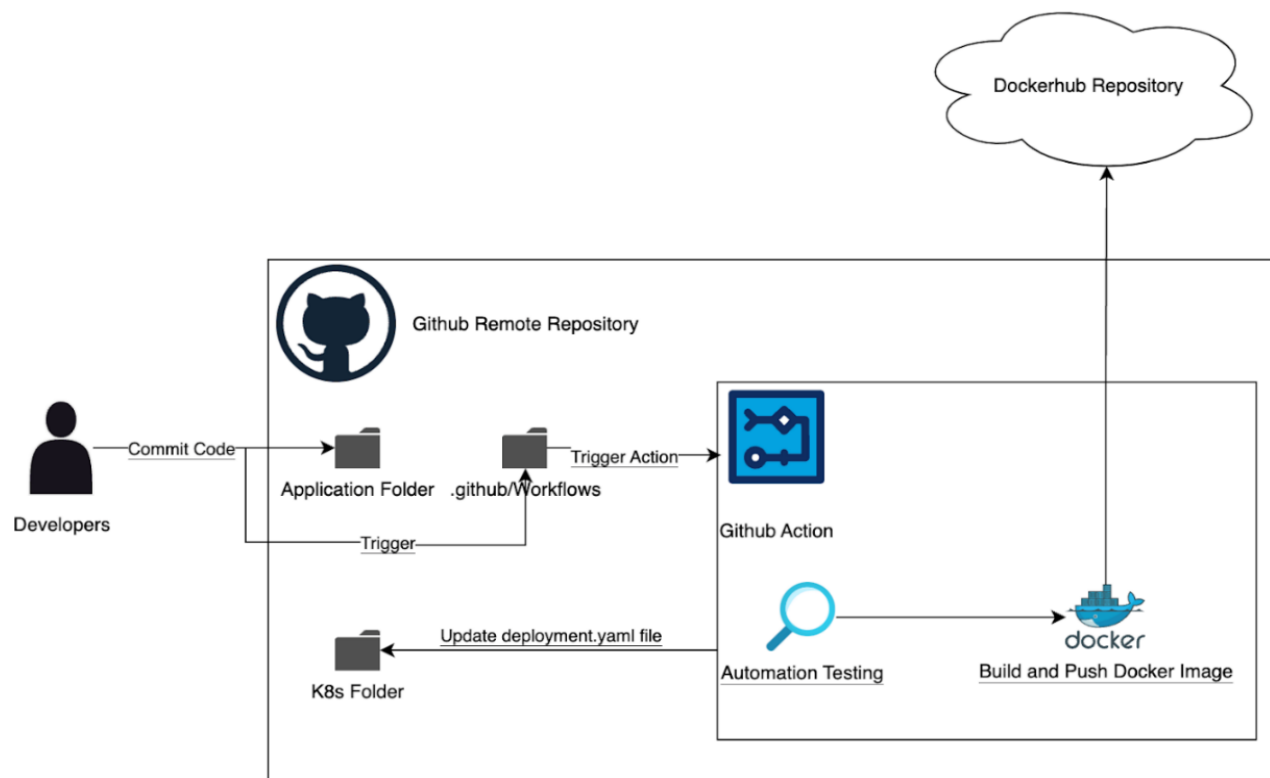 Dockerhub Repository
Github Remote Repository
Commit Code
Trigger Action
Application Folder
.github/Workflows
Developers
Github Action
Trigger
Update deployment.yaml file
docker
Automation Testing
Build and Push Docker Image
K8s Folder